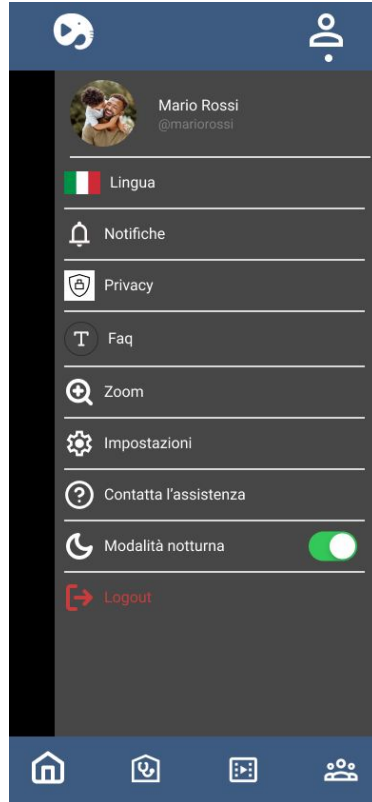 Mario Rossi
@mariorossi
Lingua
Notifiche
Privacy
T Faq
Zoom
Impostazioni
? Contatta l'assistenza
Modalità notturna
Logout